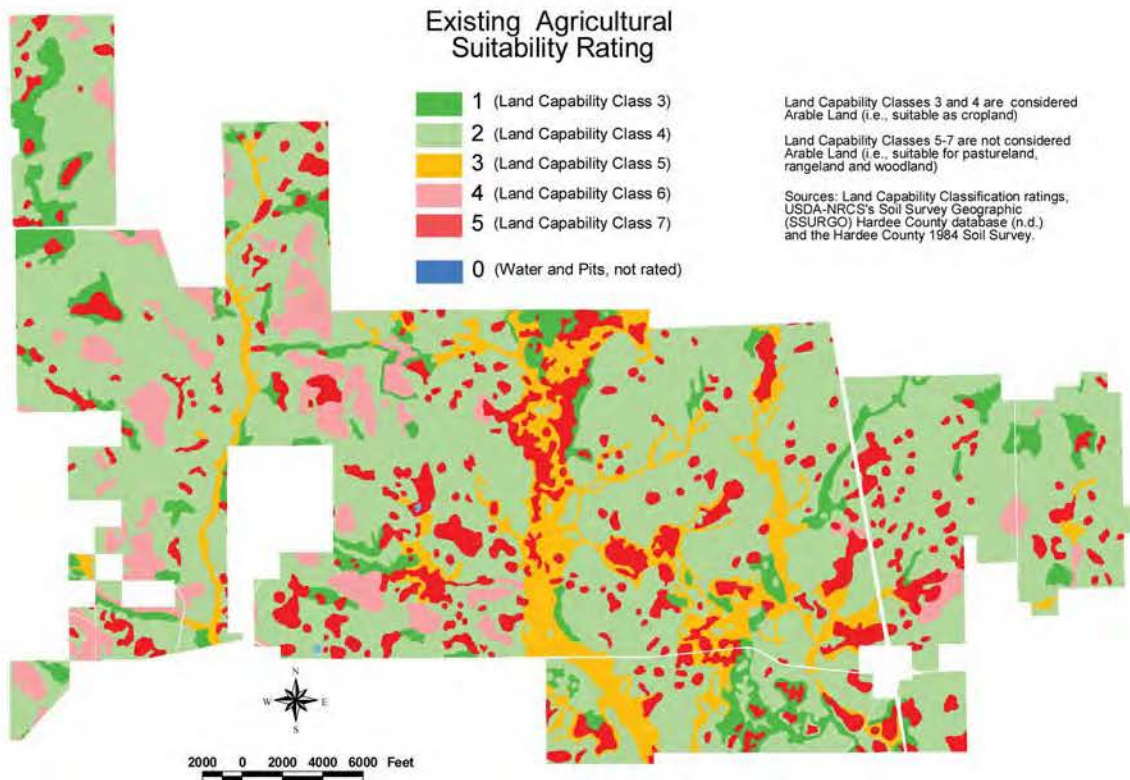 Existing Agricultural
Suitability Rating
1 (Land Capability Class 3)
2 (Land Capability Class 4)
3 (Land Capability Class 5)
4 (Land Capability Class 6)
5 (Land Capability Class 7)
0 (Water and Pits, not rated)
Land Capability Classes 3 and 4 are considered
Arable Land (i.e., suitable as cropland)
Land Capability Classes 5-7 are not considered
Arable Land (i.e., suitable for pastureland,
rangeland and woodland)
Sources: Land Capability Classification ratings,
USDA-NRCS's Soil Survey Geographic
(SSURGO) Hardee County database (n.d.)
and the Hardee County 1984 Soil Survey.
N
W E
S
2000 0 2000 4000 6000 Feet